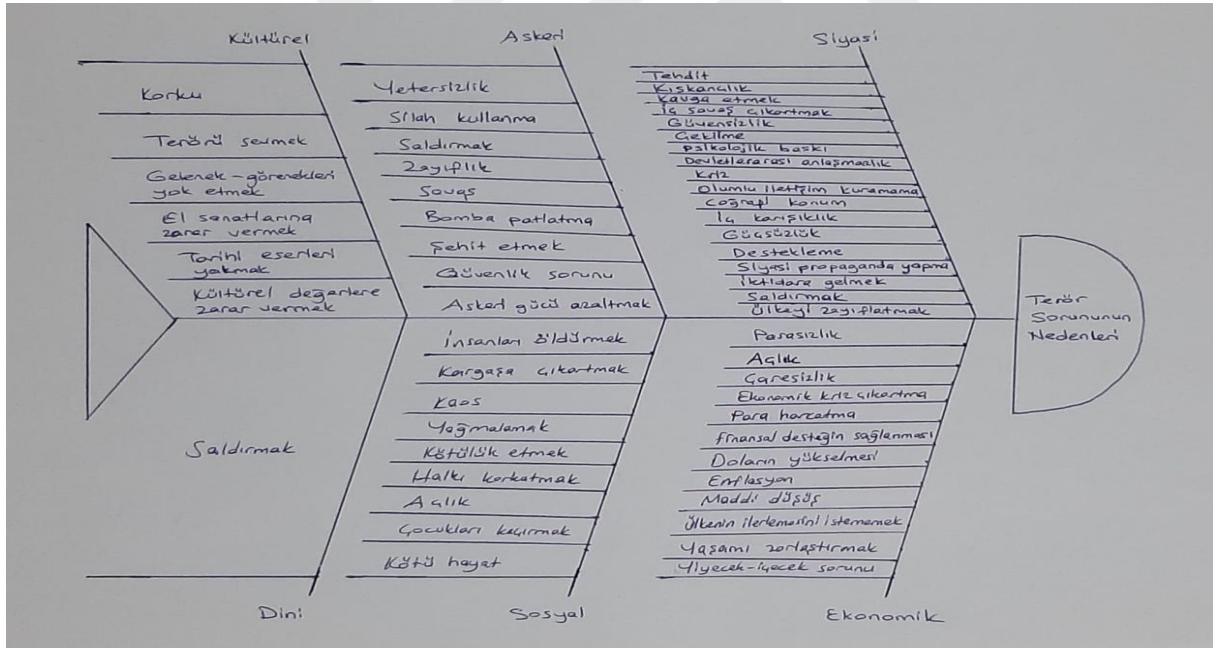 Kültürel
Korku
Terörü sevmek
Gelenek-görenekleri
yok etmek
El sanatlarına
zarar vermek
Tarihi eserleri
yakmak
Kültürel değerlere
zarar vermek
Askeri
Yetersizlik
Silah kullanma
Saldırmak
Zayıflık
Savaş
Bomba patlatma
Şehit etmek
Güvenlik sorunu
Askeri gücü azaltmak
Siyasi
Tehdit
Kıskançlık
Kavga etmek
İç savaş çıkartmak
Güvensizlik
Çekilme
Psikolojik baskı
Kriz
Olumlu iletişim kuramama
Coğrafi konum
İç karışıklık
Güçsüzlük
Destekleme
Siyasi propaganda yapma
İktidara gelmek
Saldırmak
Ülkeyi zayıflatmak
Terör
Sorununun
Nedenleri
Saldırmak
Dini
İnsanları öldürmek
Kargaşa çıkartmak
Kaos
Yağmalamak
Kötülük etmek
Halkı korkatmak
Açlık
Çocukları kaçırmak
Kötü hayat
Sosyal
Parasızlık
Açlık
Çaresizlik
Ekonomik kriz çıkartma
Para harcatma
Finansal desteğin sağlanması
Doların yükselmesi
Enflasyon
Maddi düşüş
Ülkenin ilerlemesini istememek
Yaşamı zorlaştırmak
Yiyecek-içecek sorunu
Ekonomik